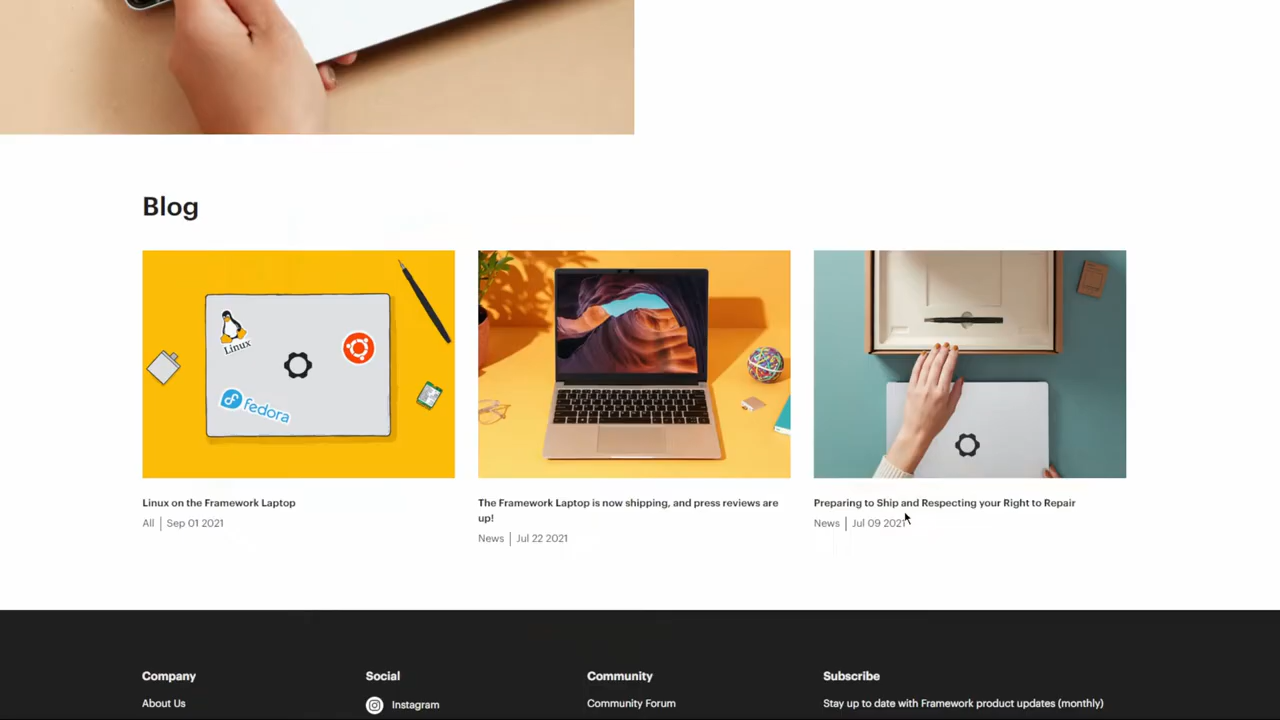 Blog
Linux
fedora
Linux on the Framework Laptop
All | Sep 01 2021
The Framework Laptop is now shipping, and press reviews are
up!
News | Jul 22 2021
Preparing to Ship and Respecting your Right to Repair
News | Jul 09 2021
Company
Social
Community
Subscribe
About Us
Instagram
Community Forum
Stay up to date with Framework product updates (monthly)